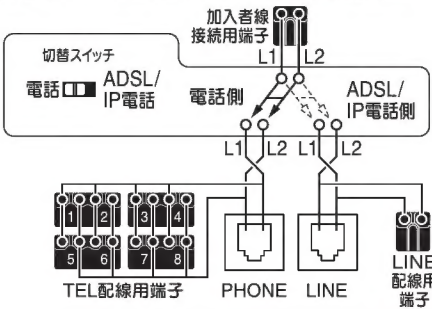 加入者線
接続用端子
L1 L2
切替スイッチ
電話 ADSL/
IP電話
電話側
ADSL/
IP電話側
L1 L2 L1 L2
1 2 3 4
5 6 7 8
TEL配線用端子
PHONE
LINE
LINE
配線用
端子